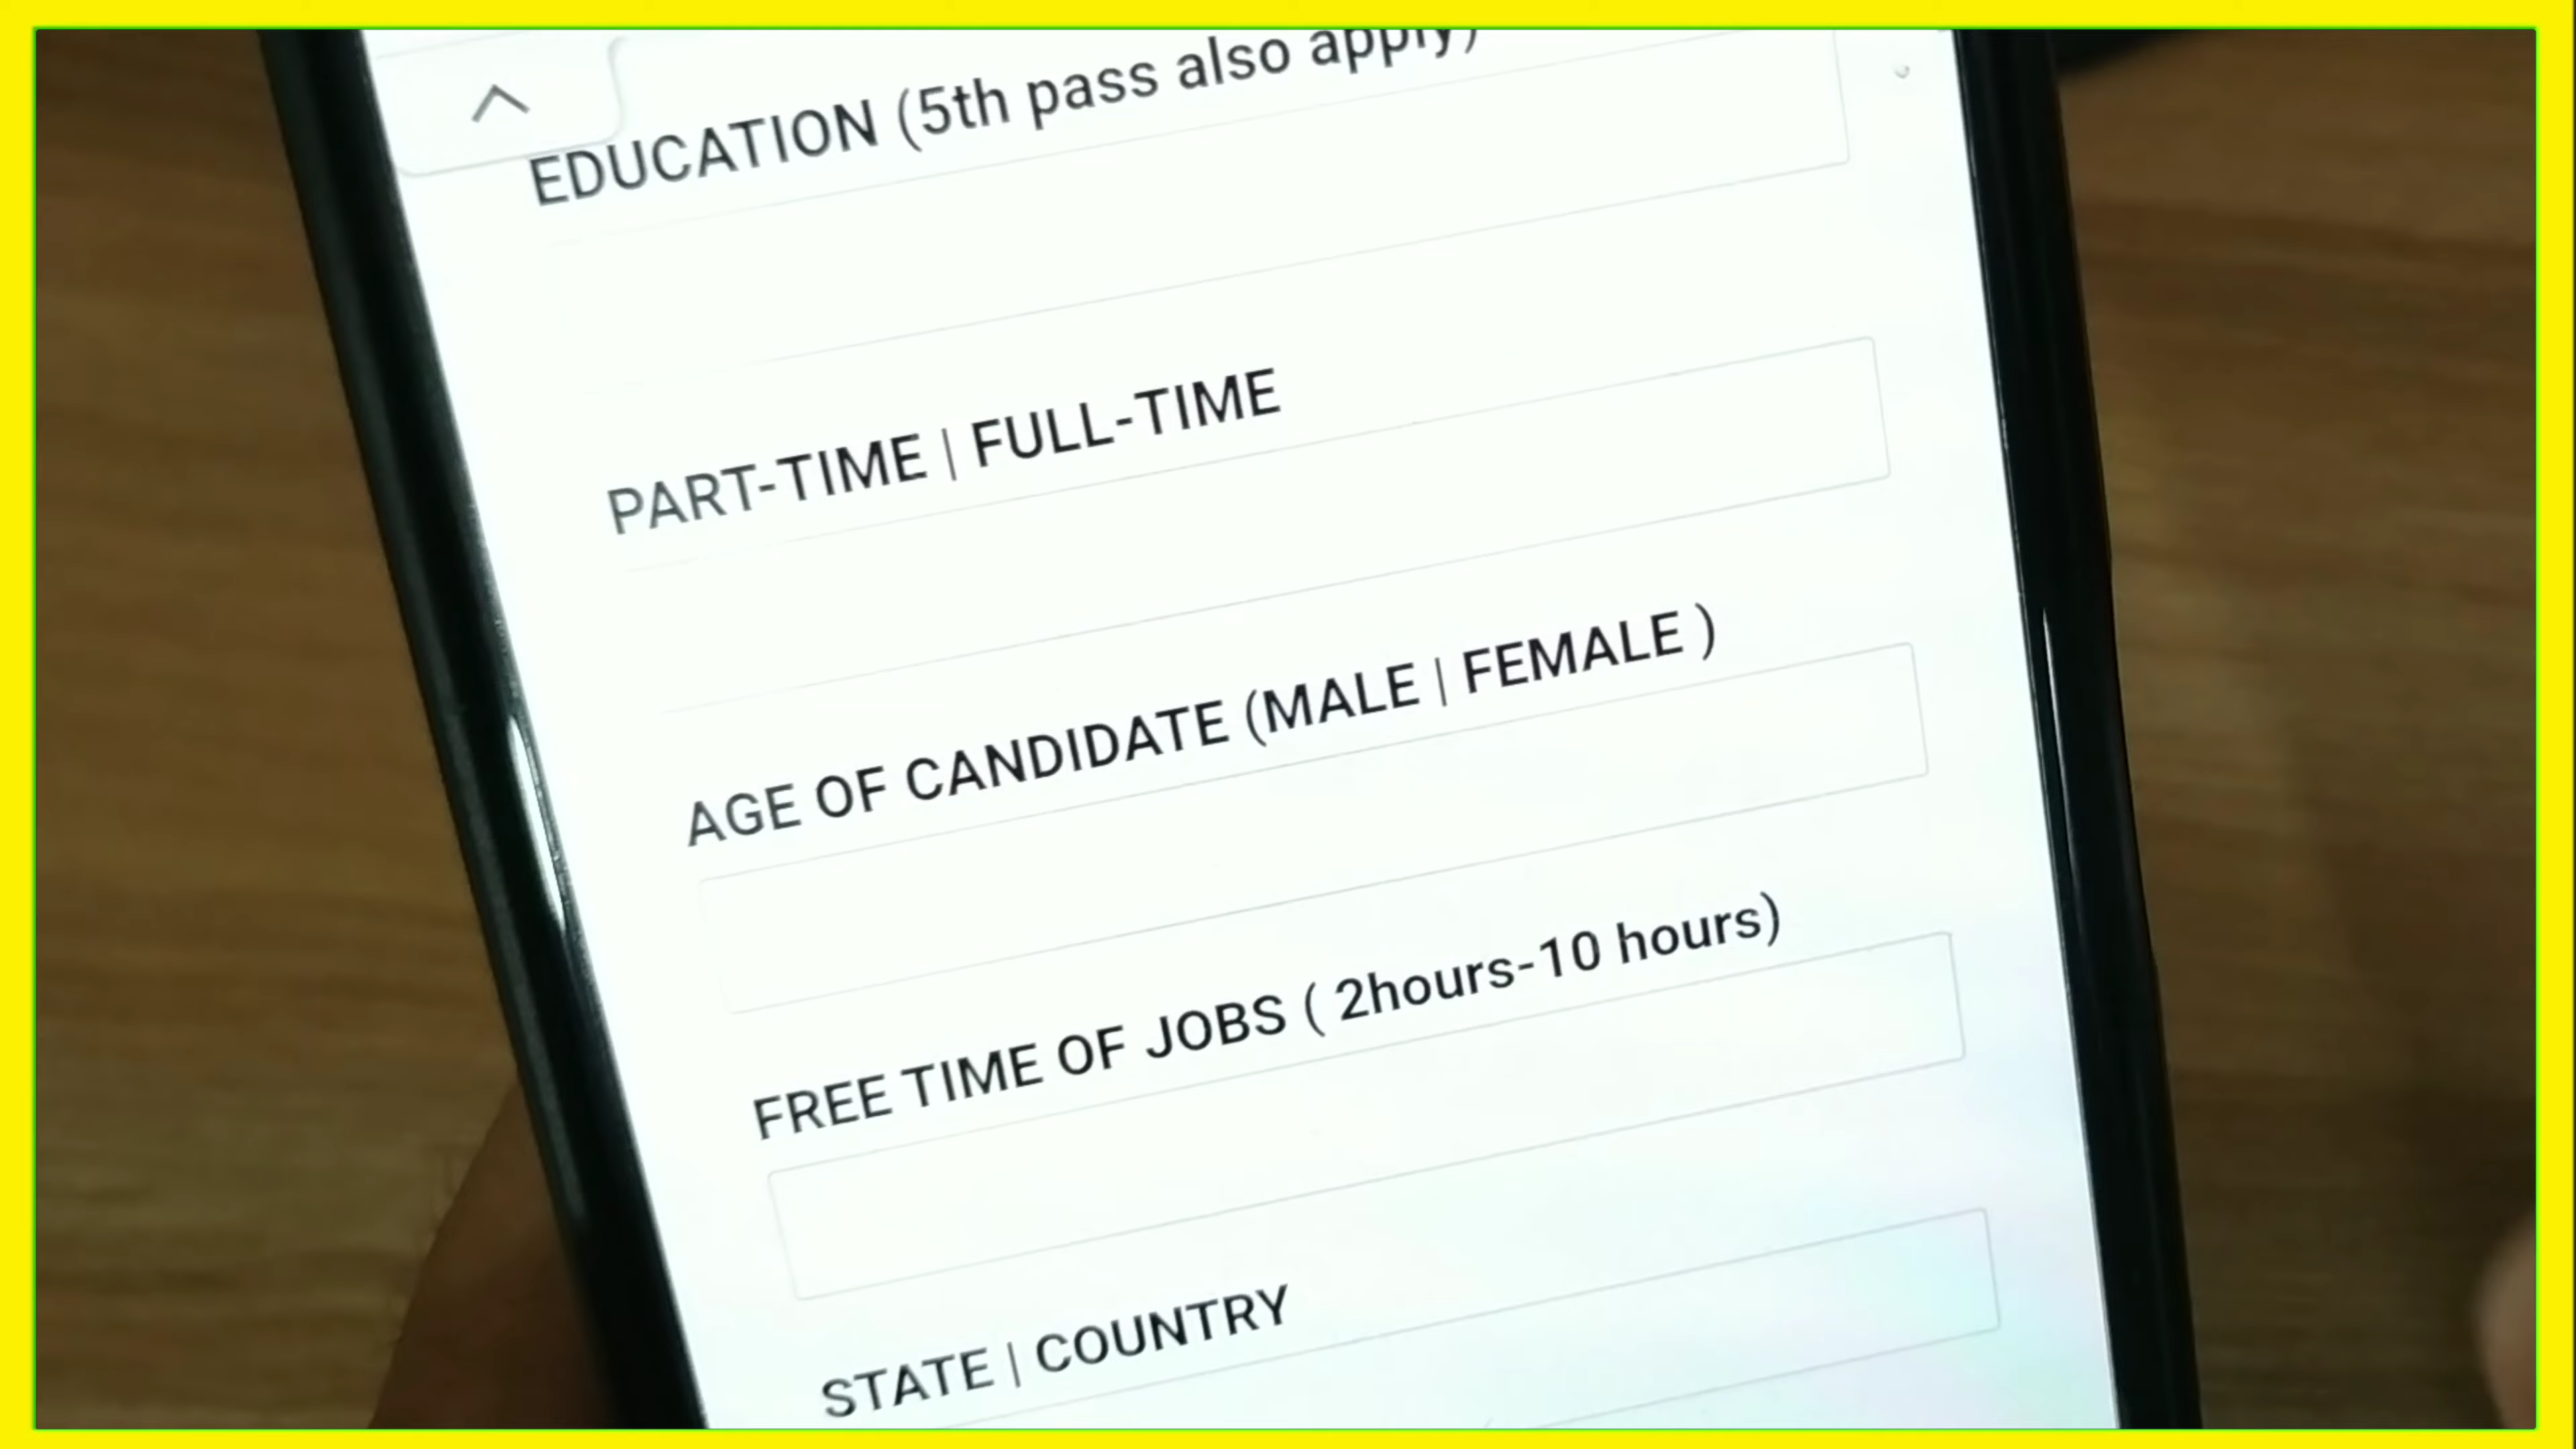 EDUCATION (5th pass also apply)
PART-TIME | FULL-TIME
AGE OF CANDIDATE (MALE | FEMALE )
FREE TIME OF JOBS ( 2hours-10 hours)
STATE | COUNTRY